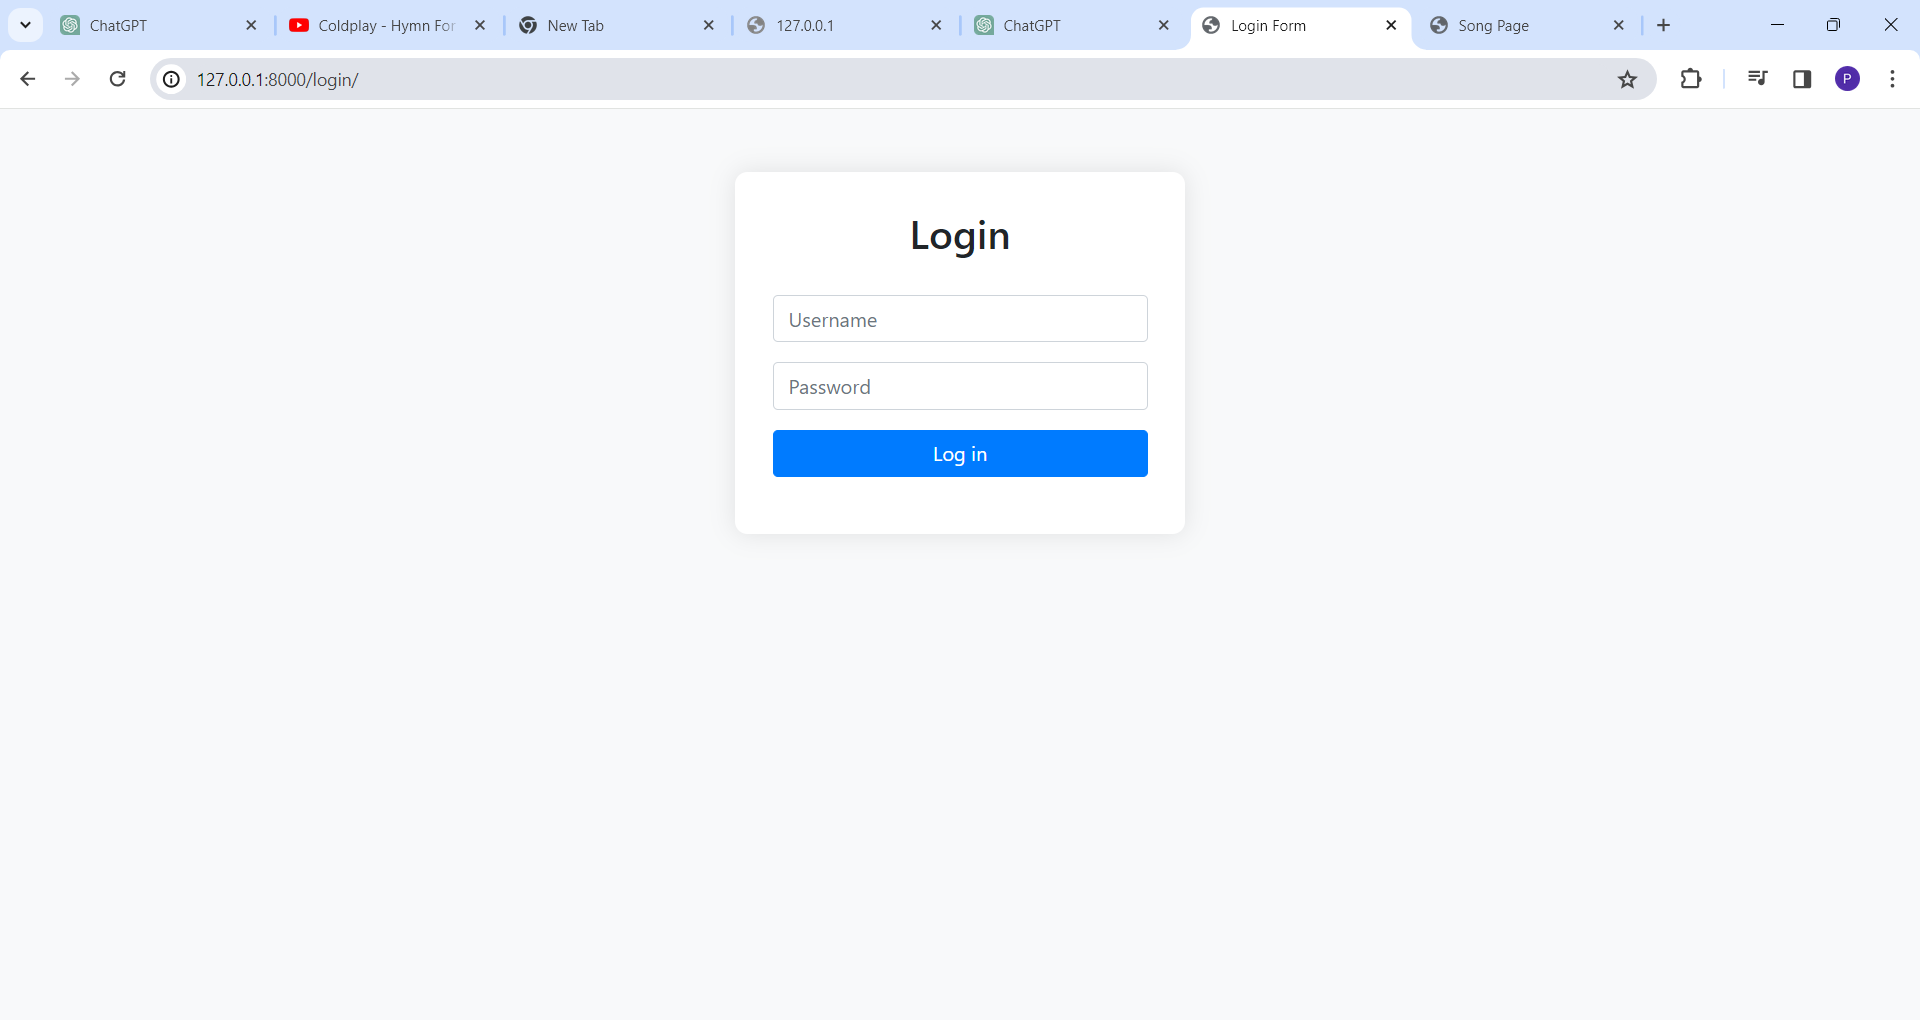 ChatGPT
Coldplay - Hymn For
New Tab
127.0.0.1
ChatGPT
Login Form
Song Page
127.0.0.1:8000/login/
P
Login
Username
Password
Log in